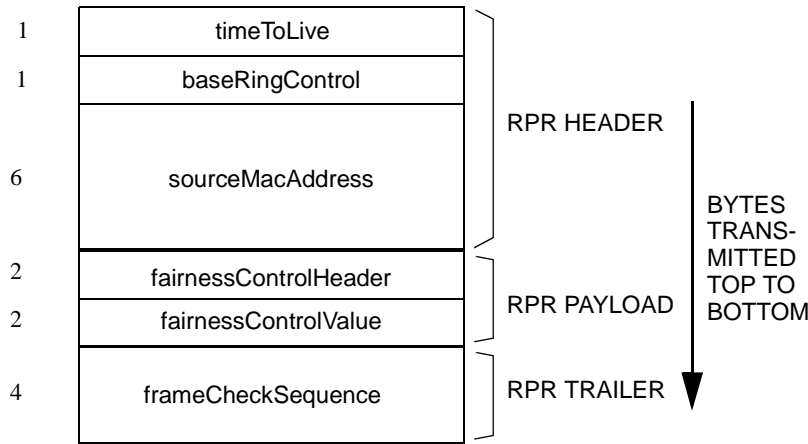 1 timeToLive
1 baseRingControl
RPR HEADER
6 sourceMacAddress
BYTES
TRANS-
MITTED
TOP TO
BOTTOM
2 fairnessControlHeader
RPR PAYLOAD
2 fairnessControlValue
4 frameCheckSequence
RPR TRAILER